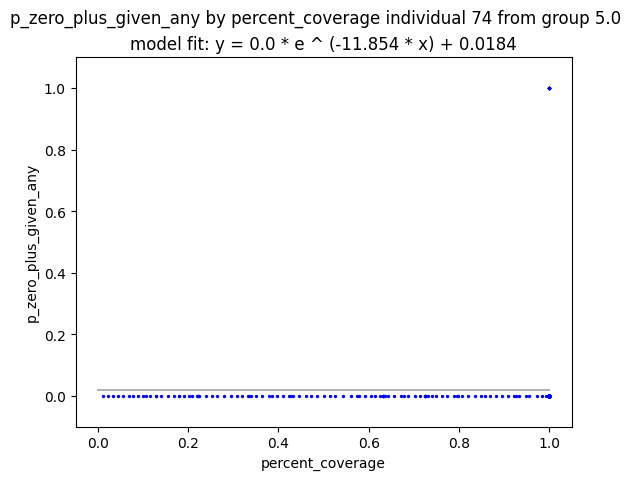 p_zero_plus_given_any by percent_coverage individual 74 from group 5.0
model fit: y = 0.0 * e ^ (-11.854 * x) + 0.0184
1.0
0.8
0.6
0.4
0.2
0.0
p_zero_plus_given_any
0.0 0.2 0.4 0.6 0.8 1.0
percent_coverage